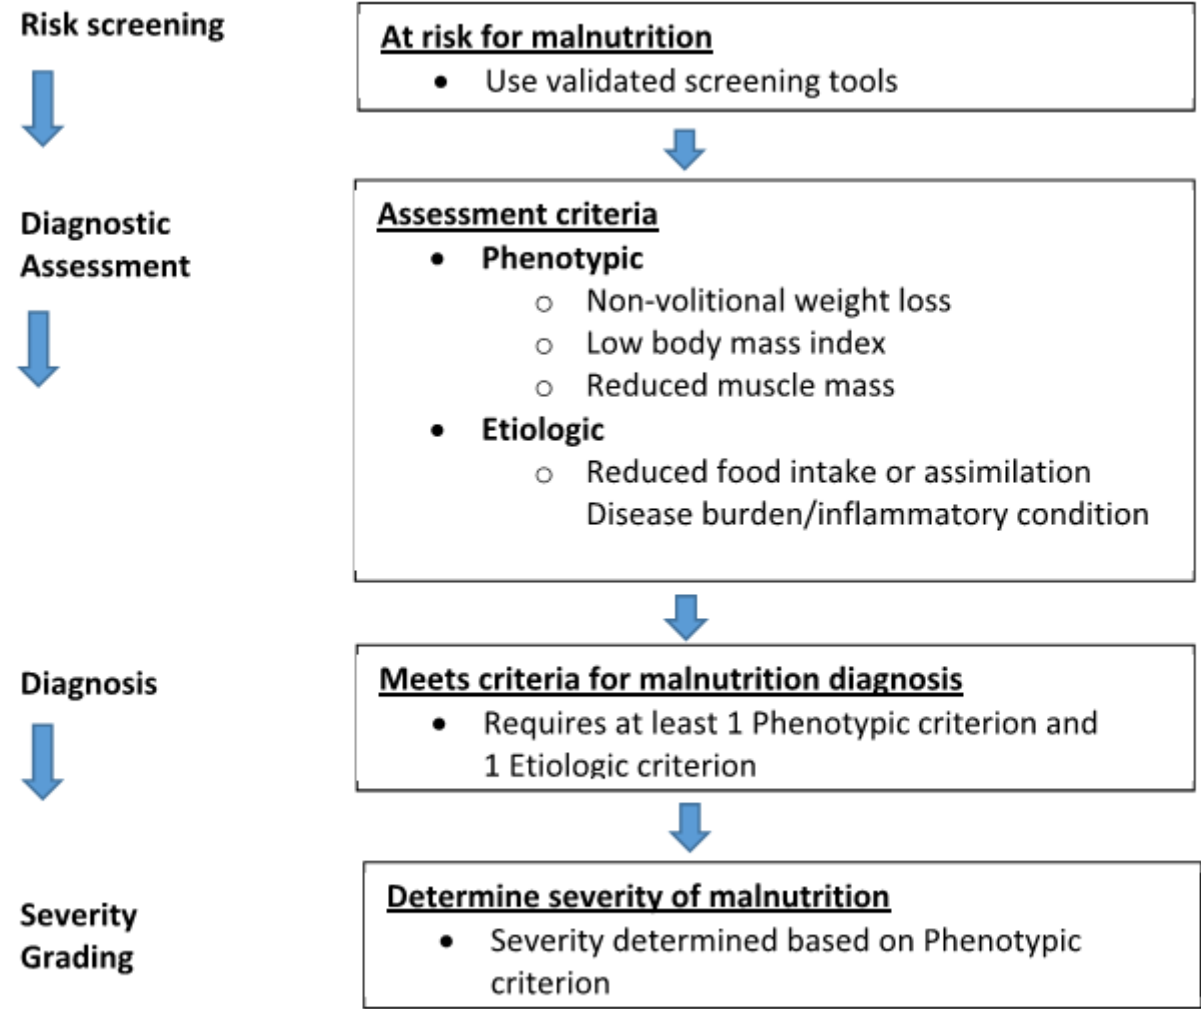 Risk screening
At risk for malnutrition
• Use validated screening tools
Diagnostic
Assessment
Assessment criteria
• Phenotypic
o Non-volitional weight loss
o Low body mass index
o Reduced muscle mass
• Etiologic
o Reduced food intake or assimilation
Disease burden/inflammatory condition
Diagnosis
Meets criteria for malnutrition diagnosis
• Requires at least 1 Phenotypic criterion and
1 Etiologic criterion
Severity
Grading
Determine severity of malnutrition
• Severity determined based on Phenotypic
criterion